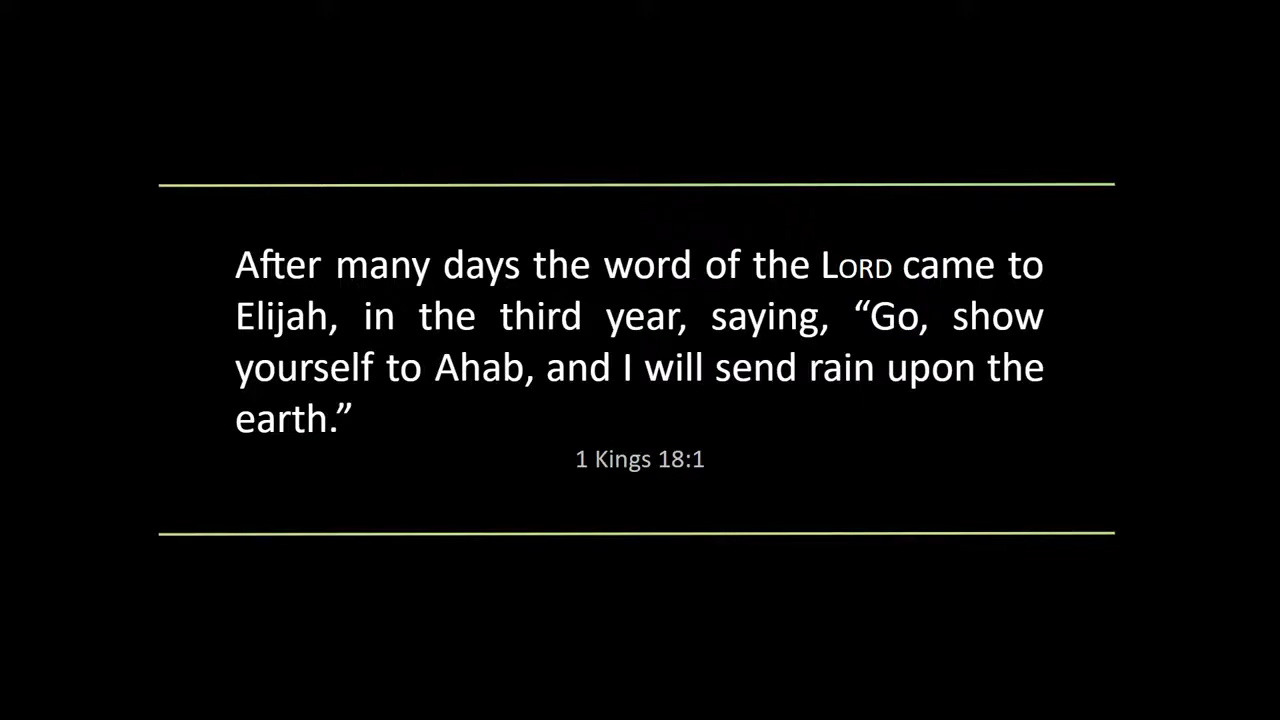 After many days the word of the LORD came to
Elijah, in the third year, saying, “Go, show
yourself to Ahab, and I will send rain upon the
earth.”
1 Kings 18:1